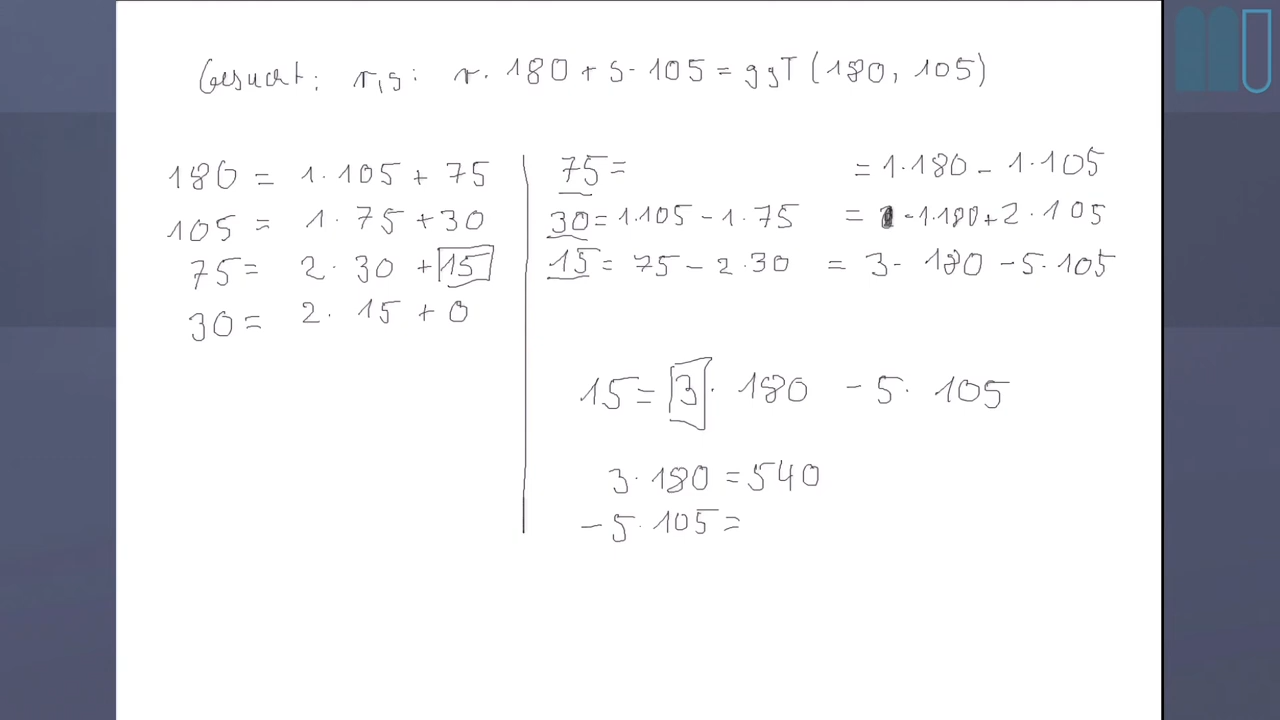 Gesucht: r,s: r· 180 + s· 105 = ggT (180, 105)
180 = 1·105 + 75
105 = 1·75 + 30
75 = 2·30 + 15
30 = 2·15 + 0
75 = = 1·180 - 1·105
30 = 1·105 - 1·75 = -1·180 + 2·105
15 = 75 - 2·30 = 3·180 - 5·105
15 = 3· 180 - 5· 105
3·180 = 540
-5·105 =